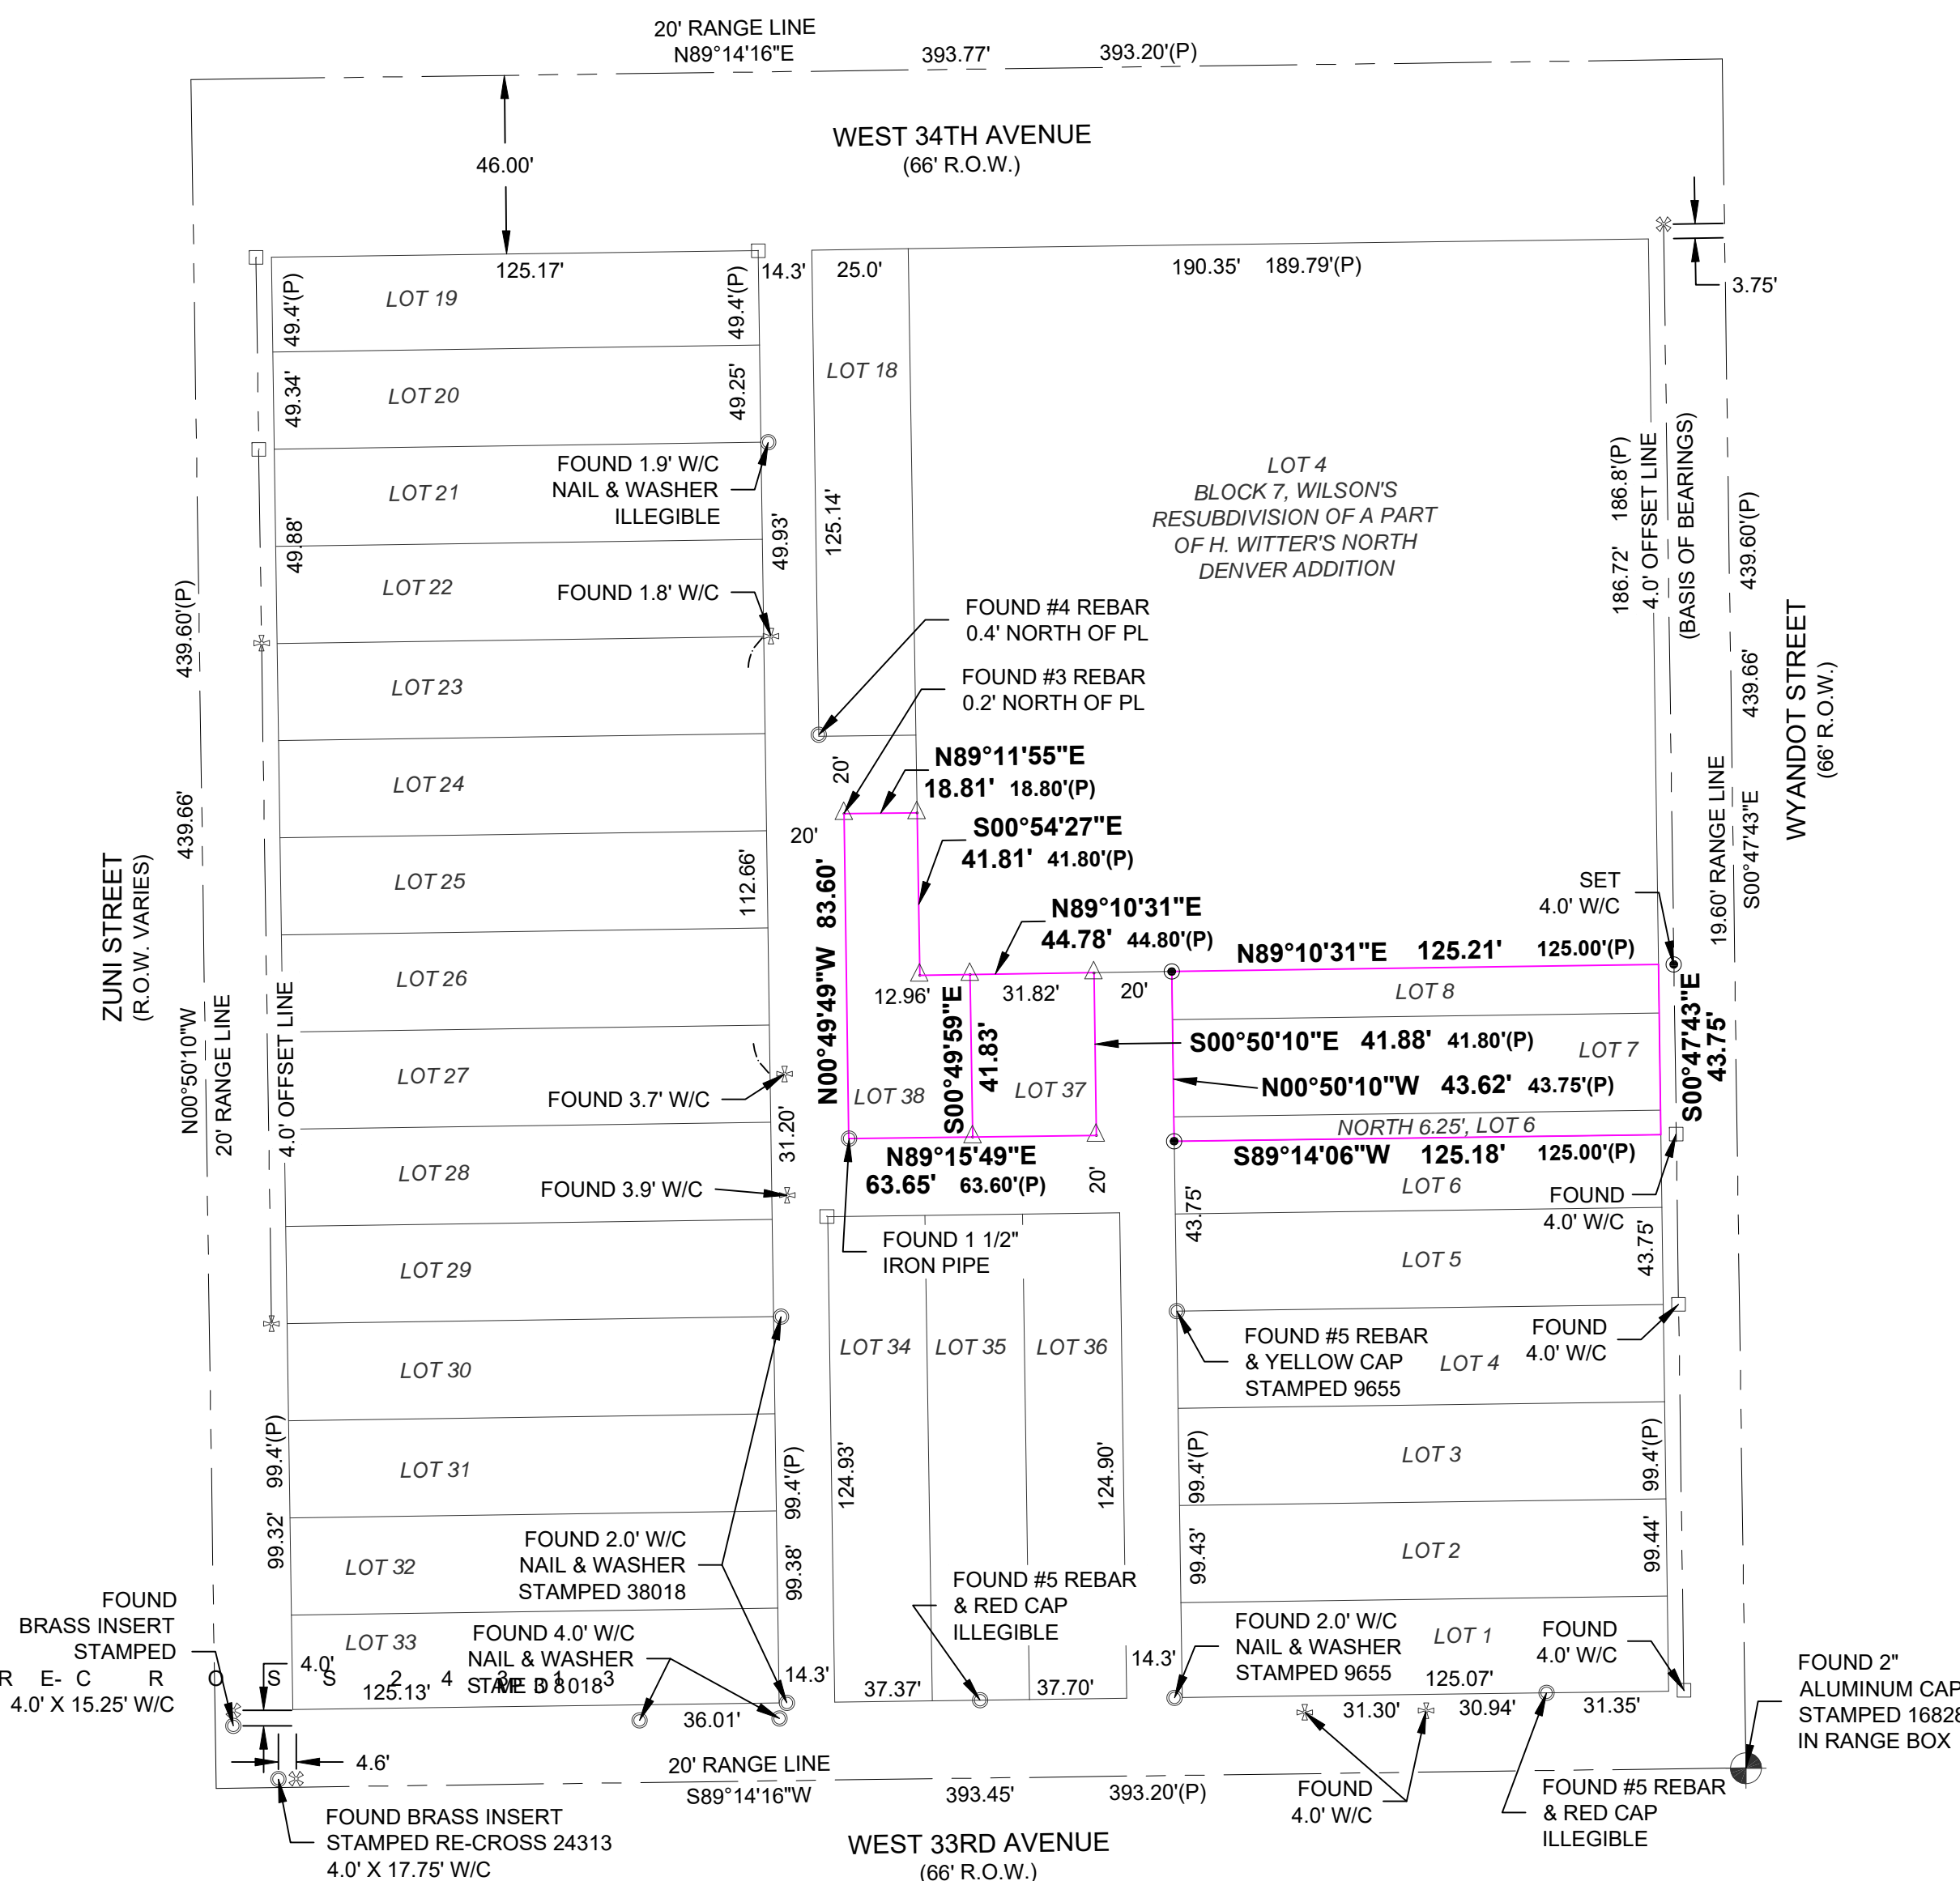 20' RANGE LINE
N89°14'16"E 393.77' 393.20'(P)
WEST 34TH AVENUE
(66' R.O.W.)
46.00'
3.75'
125.17'
14.3'
25.0'
190.35' 189.79'(P)
49.4'(P)
49.4'(P)
LOT 19
49.34'
49.25'
LOT 20
LOT 18
FOUND 1.9' W/C
NAIL & WASHER
ILLEGIBLE
LOT 21
49.88'
49.93'
125.14'
LOT 4
BLOCK 7, WILSON'S
RESUBDIVISION OF A PART
OF H. WITTER'S NORTH
DENVER ADDITION
186.72' 186.8'(P)
4.0' OFFSET LINE
(BASIS OF BEARINGS)
439.60'(P)
439.66'
19.60' RANGE LINE
S00°47'43"E
WYANDOT STREET
(66' R.O.W.)
LOT 22
FOUND 1.8' W/C
FOUND #4 REBAR
0.4' NORTH OF PL
439.60'(P)
439.66'
LOT 23
FOUND #3 REBAR
0.2' NORTH OF PL
LOT 24
20'
N89°11'55"E
18.81' 18.80'(P)
20'
S00°54'27"E
41.81' 41.80'(P)
ZUNI STREET
(R.O.W. VARIES)
N00°50'10"W
20' RANGE LINE
4.0' OFFSET LINE
LOT 25
112.66'
N00°49'49"W 83.60'
SET
4.0' W/C
N89°10'31"E
44.78' 44.80'(P)
N89°10'31"E 125.21' 125.00'(P)
LOT 26
12.96'
31.82'
20'
LOT 8
S00°49'59"E
41.83'
S00°50'10"E 41.88' 41.80'(P)
LOT 7
S00°47'43"E
43.75'
LOT 27
FOUND 3.7' W/C
LOT 38
LOT 37
N00°50'10"W 43.62' 43.75'(P)
NORTH 6.25', LOT 6
31.20'
N89°15'49"E
63.65' 63.60'(P)
S89°14'06"W 125.18' 125.00'(P)
LOT 28
FOUND 3.9' W/C
20'
LOT 6
FOUND
4.0' W/C
43.75'
43.75'
FOUND 1 1/2"
IRON PIPE
LOT 29
LOT 5
LOT 34
LOT 35
LOT 36
FOUND #5 REBAR
& YELLOW CAP
STAMPED 9655
FOUND
4.0' W/C
LOT 30
LOT 4
99.4'(P)
99.32'
LOT 31
99.4'(P)
99.38'
124.93'
124.90'
99.4'(P)
99.43'
LOT 3
99.4'(P)
99.44'
FOUND 2.0' W/C
NAIL & WASHER
STAMPED 38018
LOT 32
LOT 2
FOUND #5 REBAR
& RED CAP
ILLEGIBLE
FOUND
BRASS INSERT
STAMPED
RE-CROSS 24313
4.0' X 15.25' W/C
4.0'
LOT 33
125.13'
FOUND 4.0' W/C
NAIL & WASHER
STAMPED 38018
14.3'
37.37'
37.70'
14.3'
FOUND 2.0' W/C
NAIL & WASHER
STAMPED 9655
LOT 1
125.07'
FOUND
4.0' W/C
FOUND 2"
ALUMINUM CAP
STAMPED 16828
IN RANGE BOX
36.01'
31.30'
30.94'
31.35'
4.6'
20' RANGE LINE
S89°14'16"W 393.45' 393.20'(P)
FOUND
4.0' W/C
FOUND #5 REBAR
& RED CAP
ILLEGIBLE
FOUND BRASS INSERT
STAMPED RE-CROSS 24313
4.0' X 17.75' W/C
WEST 33RD AVENUE
(66' R.O.W.)